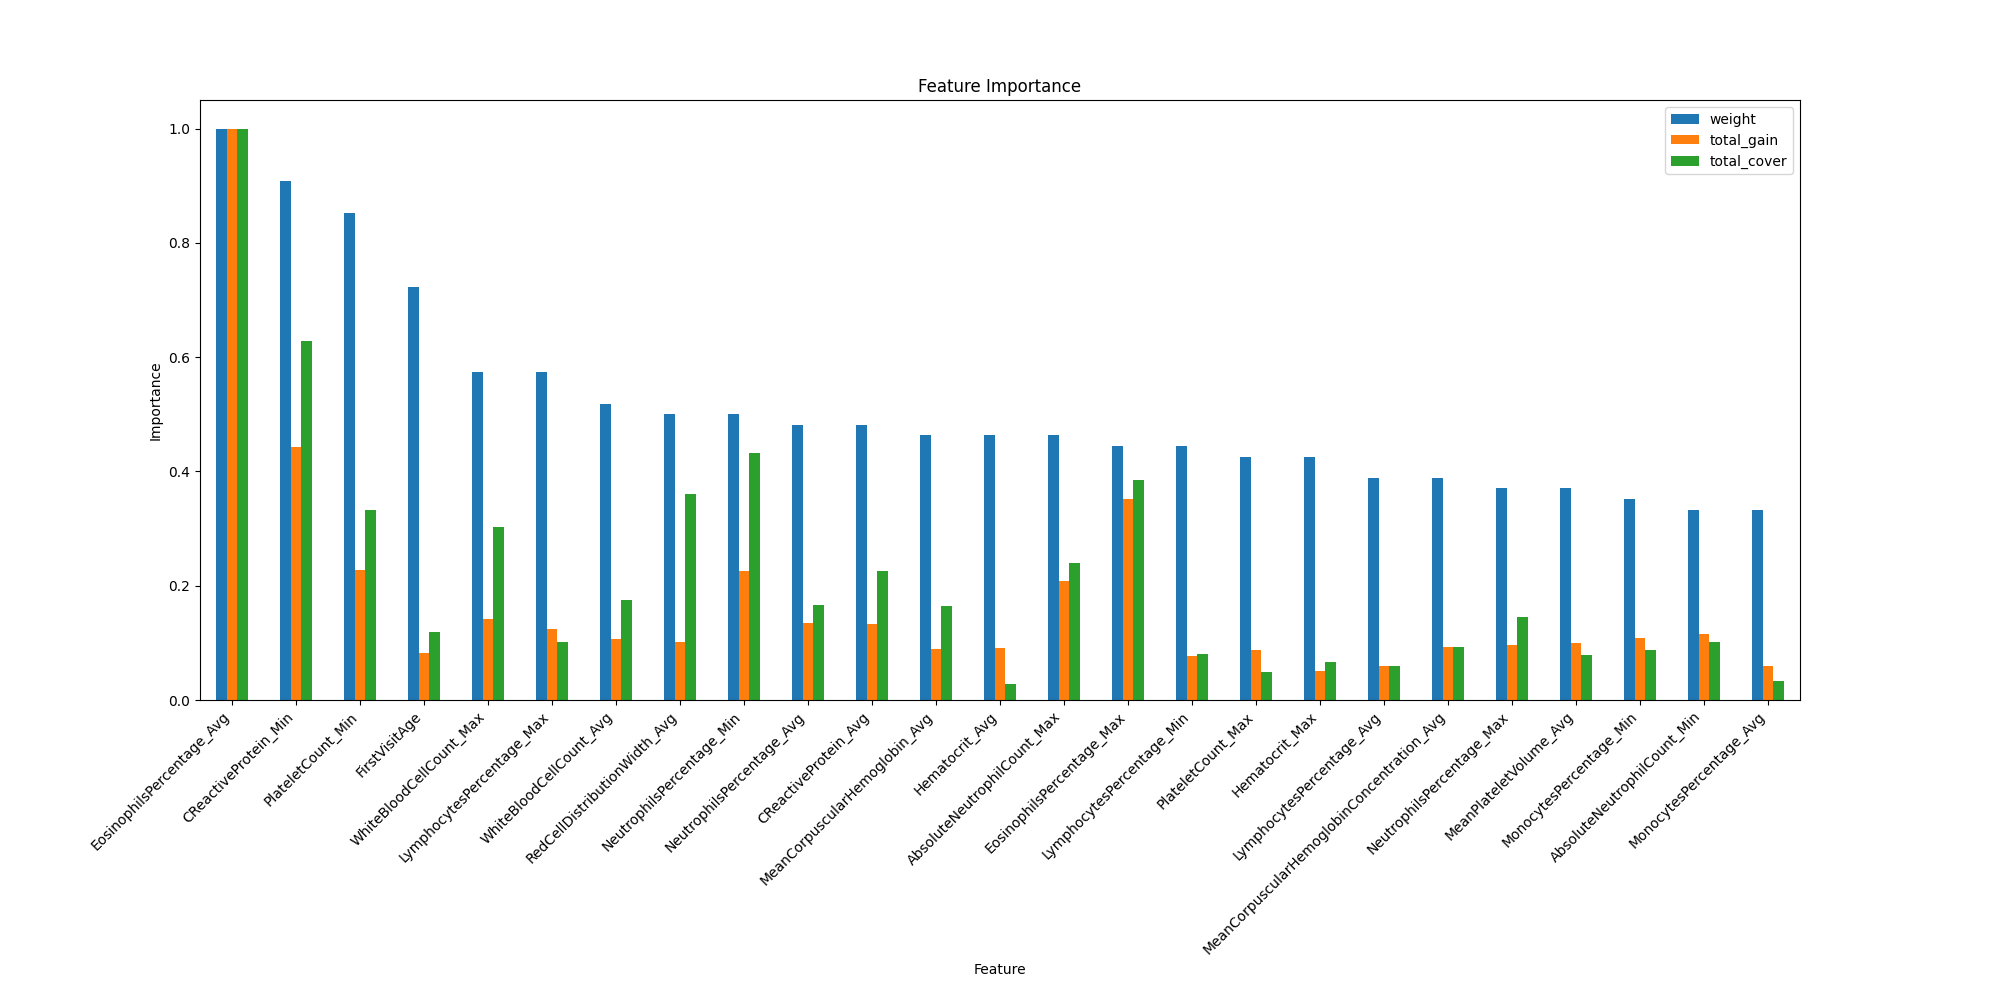 Feature Importance
weight
total_gain
total_cover
1.0
0.8
0.6
0.4
0.2
0.0
Importance
EosinophilsPercentage_Avg
CReactiveProtein_Min
PlateletCount_Min
FirstVisitAge
WhiteBloodCellCount_Max
LymphocytesPercentage_Max
WhiteBloodCellCount_Avg
RedCellDistributionWidth_Avg
NeutrophilsPercentage_Min
NeutrophilsPercentage_Avg
CReactiveProtein_Avg
MeanCorpuscularHemoglobin_Avg
Hematocrit_Avg
AbsoluteNeutrophilCount_Max
EosinophilsPercentage_Max
LymphocytesPercentage_Min
PlateletCount_Max
Hematocrit_Max
LymphocytesPercentage_Avg
MeanCorpuscularHemoglobinConcentration_Avg
NeutrophilsPercentage_Max
MeanPlateletVolume_Avg
MonocytesPercentage_Min
AbsoluteNeutrophilCount_Min
MonocytesPercentage_Avg
Feature